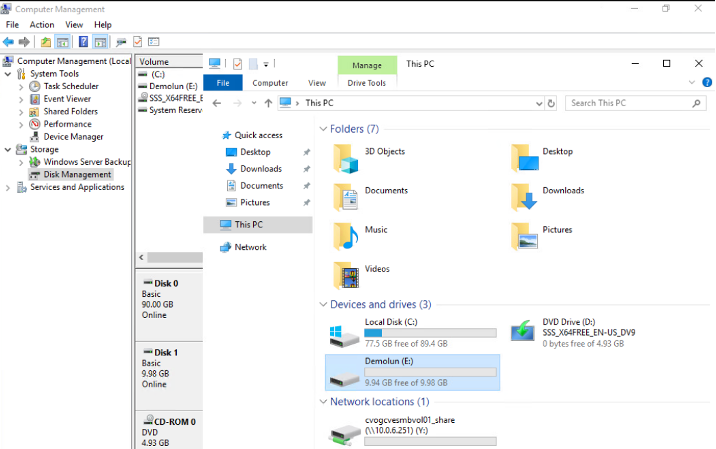 Computer Management
File Action View Help
Computer Management (Local
System Tools
Task Scheduler
Event Viewer
Shared Folders
Performance
Device Manager
Storage
Windows Server Backup
Disk Management
Services and Applications
Volume
(C:)
Demolun (E:)
SSS_X64FREE_E
System Reserve
Disk 0
Basic
90.00 GB
Online
Disk 1
Basic
9.98 GB
Online
CD-ROM 0
DVD
4.93 GB
Manage
This PC
File Computer View Drive Tools
This PC
Search This PC
Quick access
Desktop
Downloads
Documents
Pictures
This PC
Network
Folders (7)
3D Objects
Desktop
Documents
Downloads
Music
Pictures
Videos
Devices and drives (3)
Local Disk (C:)
77.5 GB free of 89.4 GB
DVD Drive (D:)
SSS_X64FREE_EN-US_DV9
0 bytes free of 4.93 GB
Demolun (E:)
9.94 GB free of 9.98 GB
Network locations (1)
cvogcvesmbvol01_share
(\\10.0.6.251) (Y:)